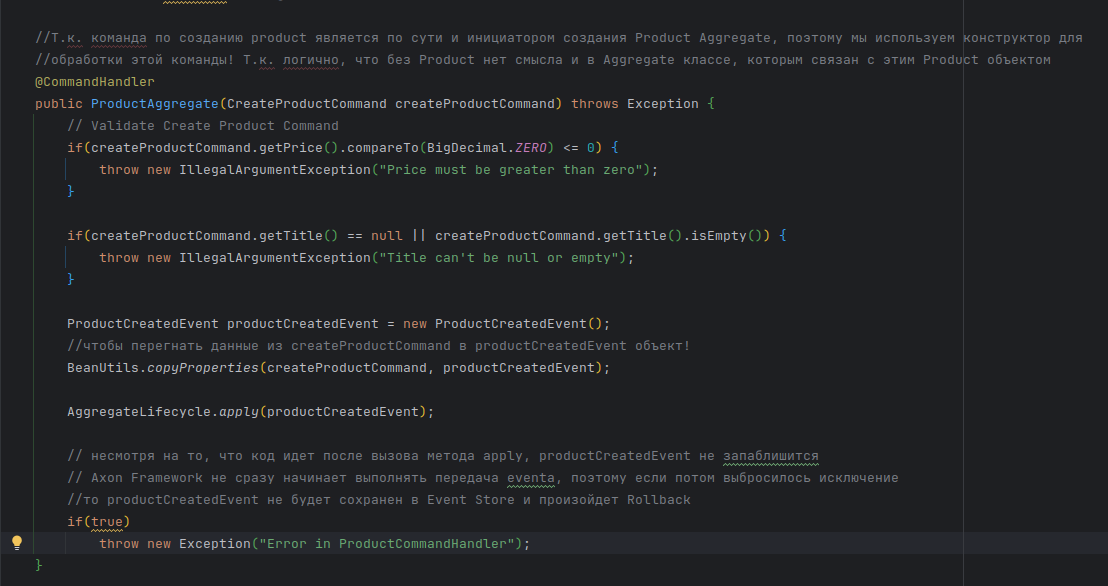 //Т.к. команда по созданию product является по сути и инициатором создания Product Aggregate, поэтому мы используем конструктор для
//обработки этой команды! Т.к. логично, что без Product нет смысла и в Aggregate классе, которым связан с этим Product объектом
@CommandHandler
public ProductAggregate(CreateProductCommand createProductCommand) throws Exception {
// Validate Create Product Command
if(createProductCommand.getPrice().compareTo(BigDecimal.ZERO) <= 0) {
throw new IllegalArgumentException("Price must be greater than zero");
}
if(createProductCommand.getTitle() == null || createProductCommand.getTitle().isEmpty()) {
throw new IllegalArgumentException("Title can't be null or empty");
}
ProductCreatedEvent productCreatedEvent = new ProductCreatedEvent();
//чтобы перегнать данные из createProductCommand в productCreatedEvent объект!
BeanUtils.copyProperties(createProductCommand, productCreatedEvent);
AggregateLifecycle.apply(productCreatedEvent);
// несмотря на то, что код идет после вызова метода apply, productCreatedEvent не запаблишится
// Axon Framework не сразу начинает выполнять передача eventa, поэтому если потом выбросилось исключение
//то productCreatedEvent не будет сохранен в Event Store и произойдет Rollback
if(true)
throw new Exception("Error in ProductCommandHandler");
}